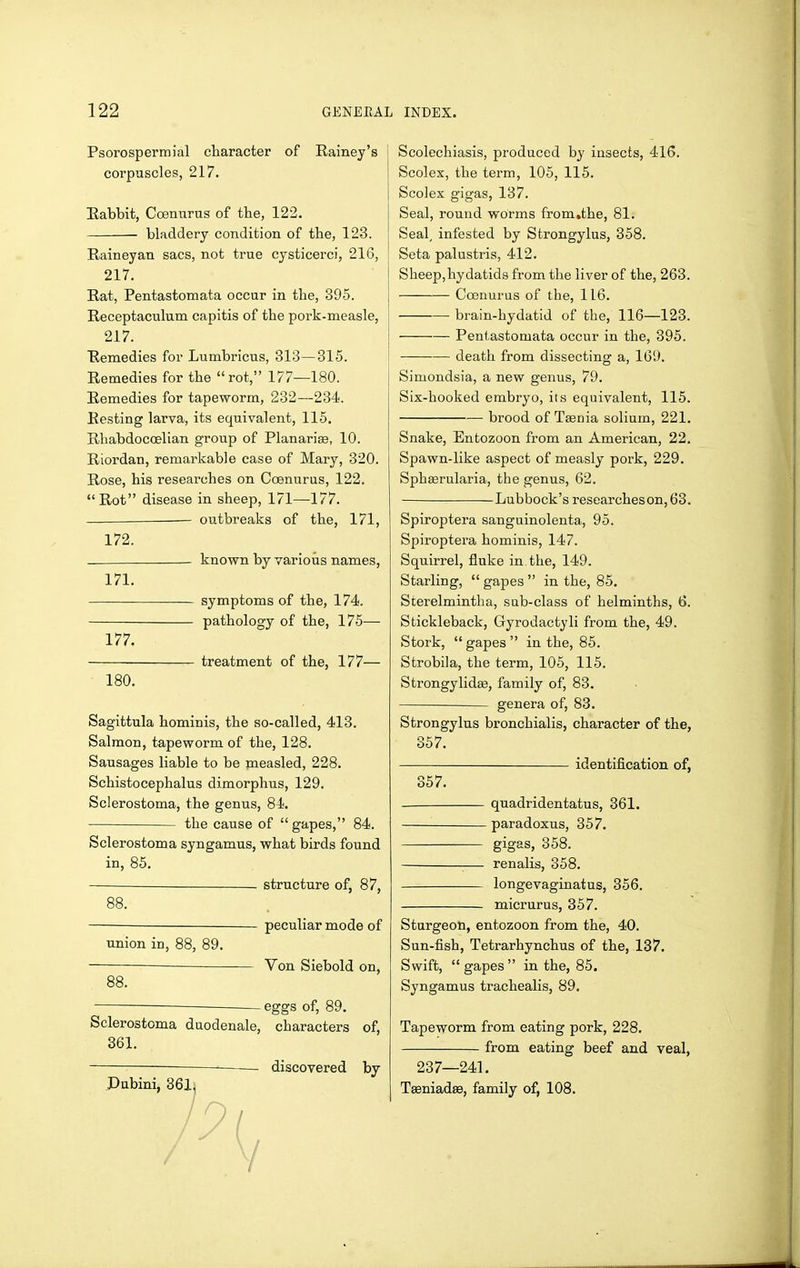 122 GENERAL INDEX.
Psorospermial character of Rainey's
corpuscles, 217.
Rabbit, Cœnurus of the, 122.
——— bladdery condition of the, 123.
Raineyan sacs, not true cysticerci, 216,
217.
Rat, Pentastomata occur in the, 395.
Receptaculum capitis of the pork-measle,
217.
Remedies for Lumbricus, 313—315.
Remedies for the “rot,” 177—180.
Remedies for tapeworm, 232—234.
Resting larva, its equivalent, 115.
Rhabdocœlian group of Planariæ, 10.
Riordan, remarkable case of Mary, 320.
Rose, his researches on Cœnurus, 122.
“Rot” disease in sheep, 171—177.
——— outbreaks of the, 171,
172.
——— known by various names,
171.
——— symptoms of the, 174.
——— pathology of the, 175—
177.
——— treatment of the, 177—
180.
Sagittula hominis, the so-called, 413.
Salmon, tapeworm of the, 128.
Sausages liable to be measled, 228.
Schistocephalus dimorphus, 129.
Sclerostoma, the genus, 84.
——— the cause of “gapes,” 84.
Sclerostoma syngamus, what birds found
in, 85.
——— structure of, 87,
88.
——— peculiar mode of
union in, 88, 89.
——— Von Siebold on,
88.
——— eggs of, 89.
Sclerostoma duodenale, characters of,
361.
——— discovered by
Dubini, 361.
Scolechiasis, produced by insects, 416.
Scolex, the term, 105, 115.
Scolex gigas, 137.
Seal, round worms from.the, 81.
Seal, infested by Strongylus, 358.
Seta palustris, 412.
Sheep, hydatids from the liver of the, 263.
——— Cœnurus of the, 116.
——— brain-hydatid of the, 116—123.
——— Pentastomata occur in the, 395.
——— death from dissecting a, 169.
Simondsia, a new genus, 79.
Six-hooked embryo, its equivalent, 115.
——— brood of Tænia solium, 221.
Snake, Entozoon from an American, 22.
Spawn-like aspect of measly pork, 229.
Sphærularia, the genus, 62.
——— Lubbock's researches on, 63.
Spiroptera sanguinolenta, 95.
Spiroptera hominis, 147.
Squirrel, fluke in the, 149.
Starling, “gapes” in the, 85.
Sterelmintha, sub-class of helminths, 6.
Stickleback, Gyrodactyli from the, 49.
Stork, “gapes” in the, 85.
Strobila, the term, 105, 115.
Strongylidæ, family of, 83.
——— genera of, 83.
Strongylus bronchialis, character of the,
357.
——— identification of,
357.
——— quadridentatus, 361.
——— paradoxus, 357.
——— gigas, 358.
——— renalis, 358.
——— longevaginatus, 356.
——— micrurus, 357.
Sturgeon, entozoon from the, 40.
Sun-fish, Tetrarhynchus of the, 137.
Swift, “gapes” in the, 85.
Syngamus trachealis, 89.
Tapeworm from eating pork, 228.
——— from eating beef and veal,
237—241.
Tæniadæ, family of, 108.